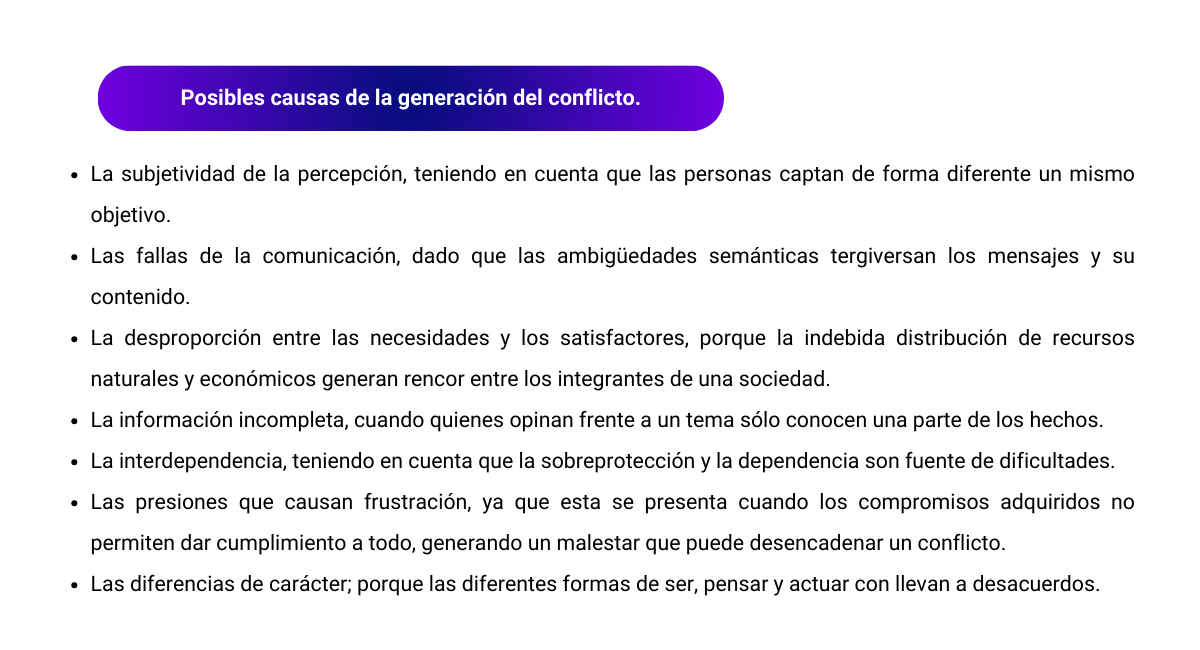 Posibles causas de la generación del conflicto.
• La subjetividad de la percepción, teniendo en cuenta que las personas captan de forma diferente un mismo
objetivo.
• Las fallas de la comunicación, dado que las ambigüedades semánticas tergiversan los mensajes y su
contenido.
• La desproporción entre las necesidades y los satisfactores, porque la indebida distribución de recursos
naturales y económicos generan rencor entre los integrantes de una sociedad.
• La información incompleta, cuando quienes opinan frente a un tema sólo conocen una parte de los hechos.
• La interdependencia, teniendo en cuenta que la sobreprotección y la dependencia son fuente de dificultades.
• Las presiones que causan frustración, ya que esta se presenta cuando los compromisos adquiridos no
permiten dar cumplimiento a todo, generando un malestar que puede desencadenar un conflicto.
• Las diferencias de carácter; porque las diferentes formas de ser, pensar y actuar con llevan a desacuerdos.